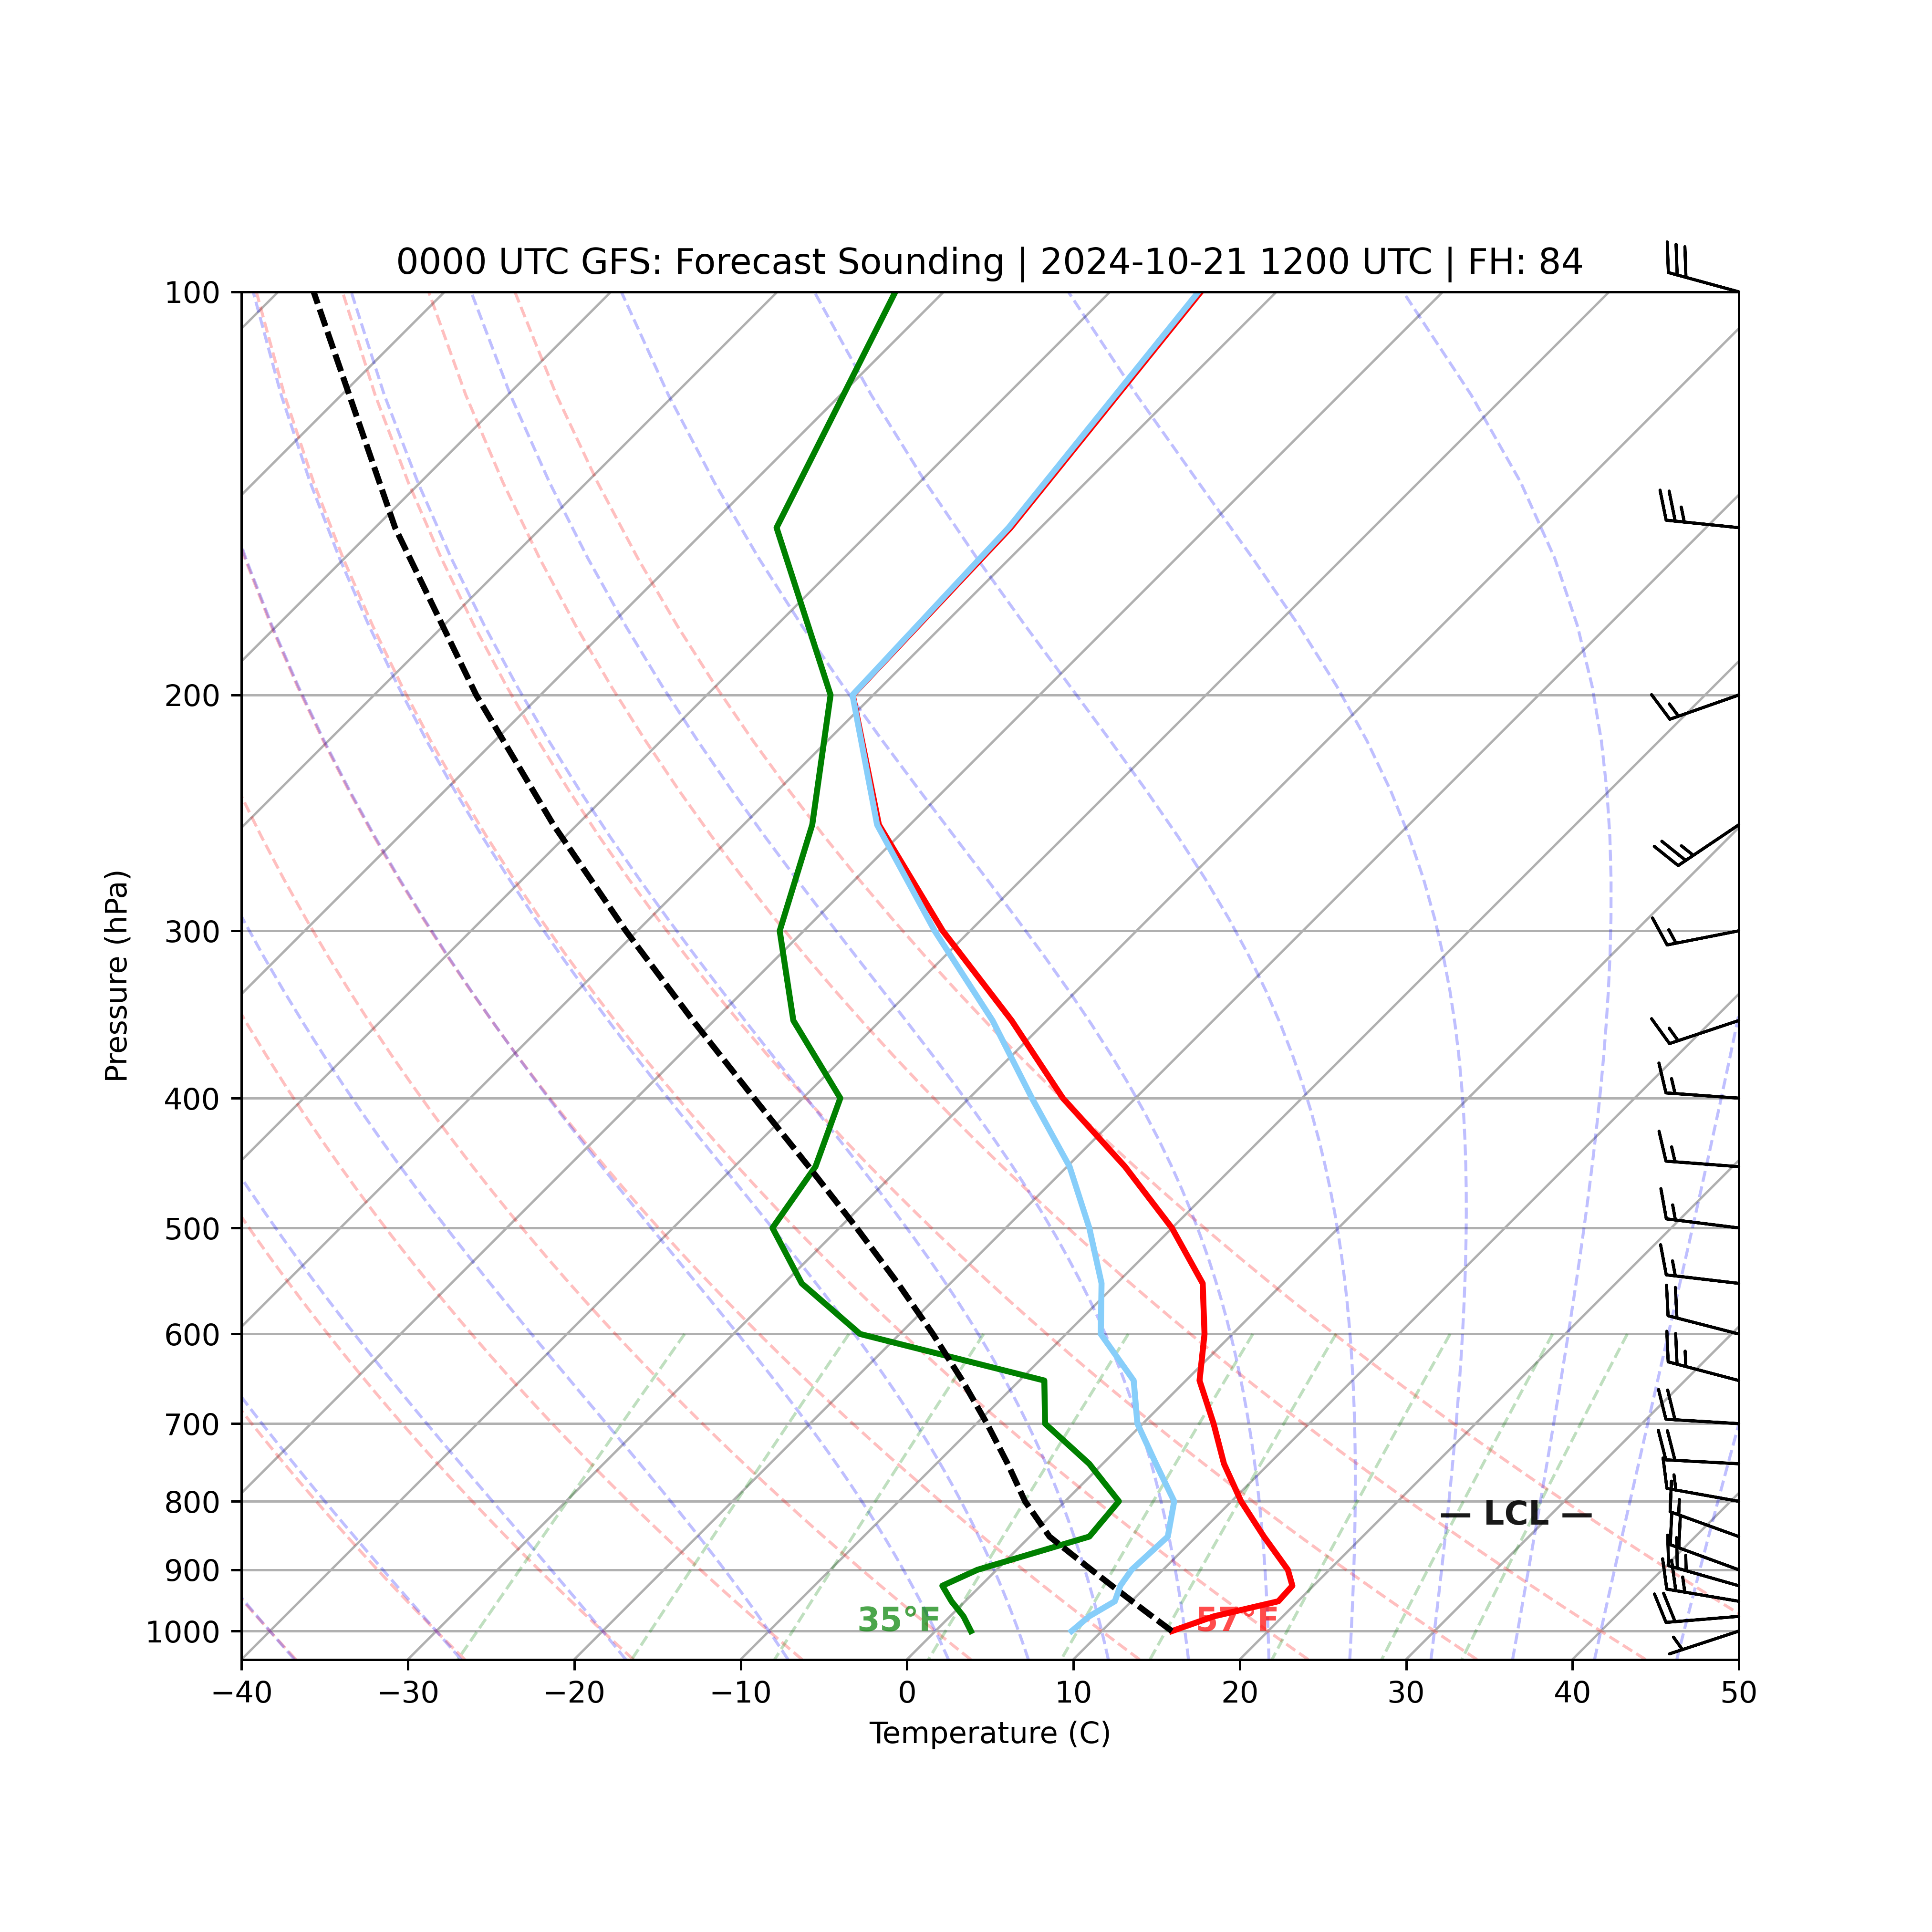 0000 UTC GFS: Forecast Sounding | 2024-10-21 1200 UTC | FH: 84
100
200
300
400
500
600
700
800
900
1000
Pressure (hPa)
— LCL —
35°F
57°F
−40 −30 −20 −10 0 10 20 30 40 50
Temperature (C)